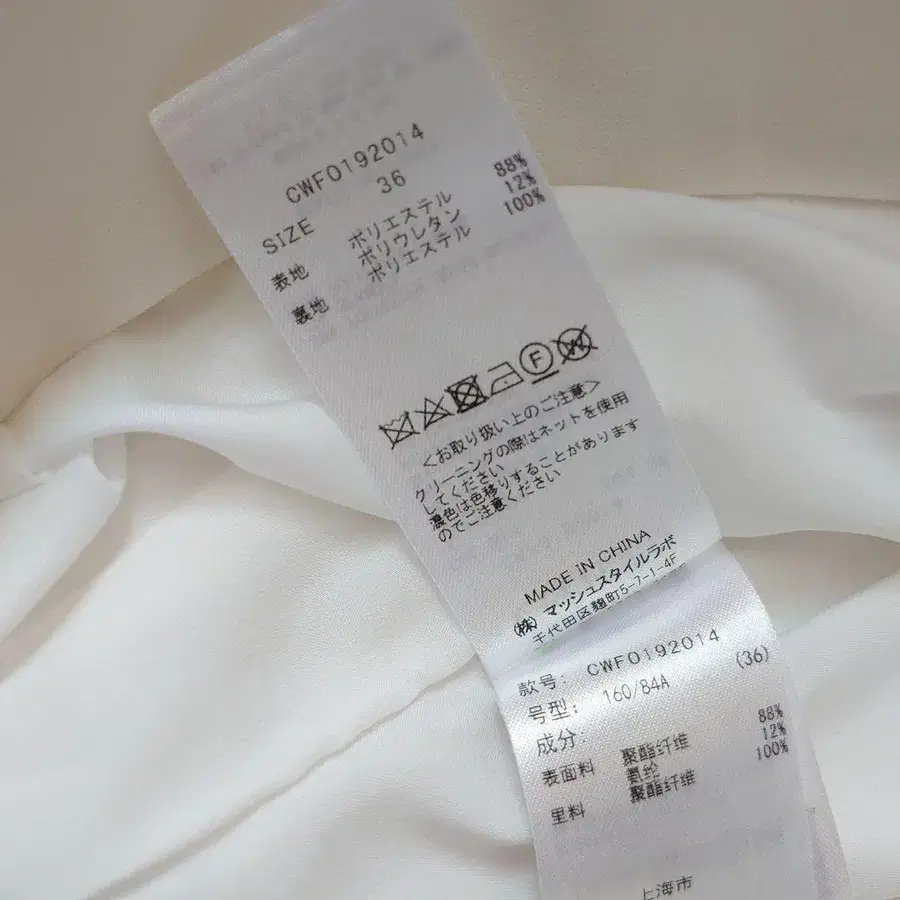 CWFO192014
SIZE 36
表地 ポリエステル 88%
ポリウレタン 12%
裏地 ポリエステル 100%
F
W
<お取り扱い上のご注意>
クリーニングの際はネットを使用
してください
濃色は色移りすることがあります
のでご注意ください
MADE IN CHINA
(株)マッシュスタイルラボ
千代田区麹町5-7-1-4F
款号: CWFO192014
号型: 160/84A (36)
成分:
表面料 聚酯纤维 88%
氨纶 12%
里料 聚酯纤维 100%
上海市